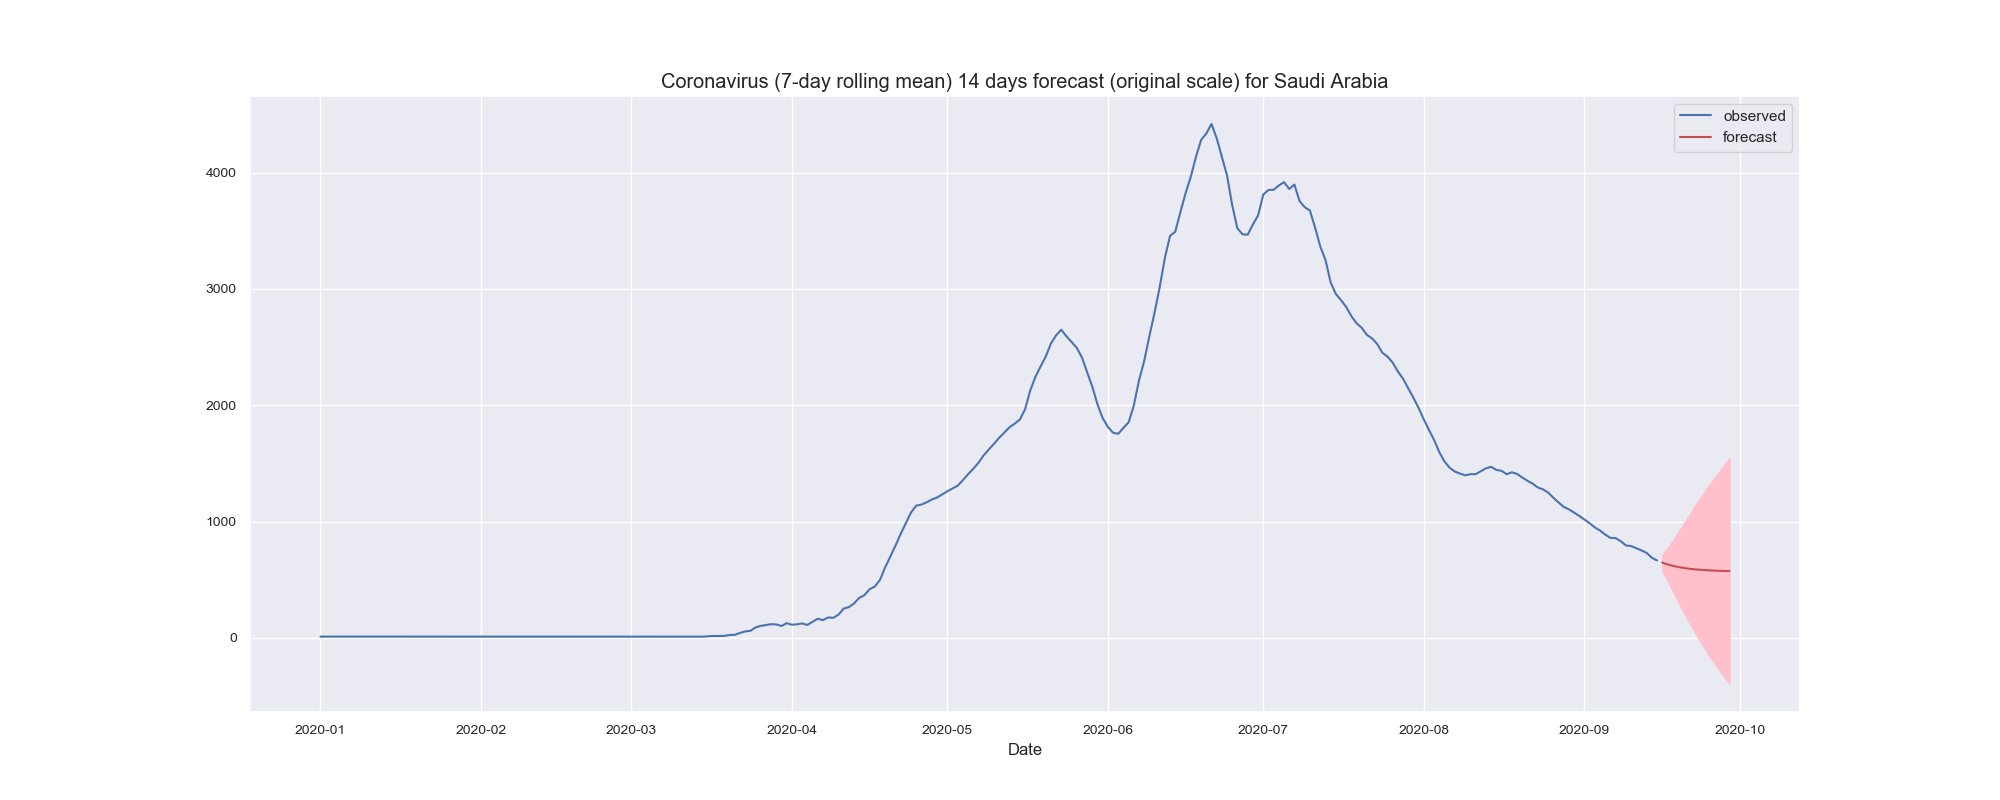 Coronavirus (7-day rolling mean) 14 days forecast (original scale) for Saudi Arabia
observed
forecast
4000
3000
2000
1000
0
2020-01 2020-02 2020-03 2020-04 2020-05 2020-06 2020-07 2020-08 2020-09 2020-10
Date